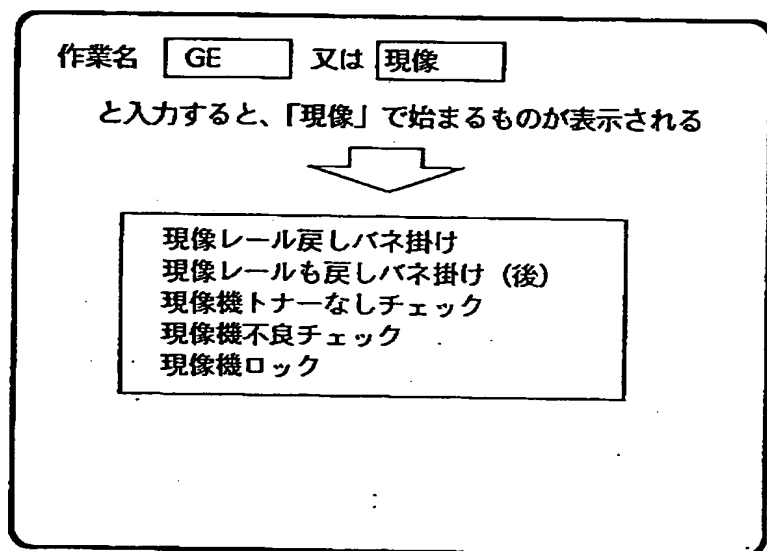 作業名 GE 又は 現像
と入力すると、「現像」で始まるものが表示される
現像レール戻しバネ掛け
現像レールも戻しバネ掛け（後）
現像機トナーなしチェック
現像機不良チェック
現像機ロック